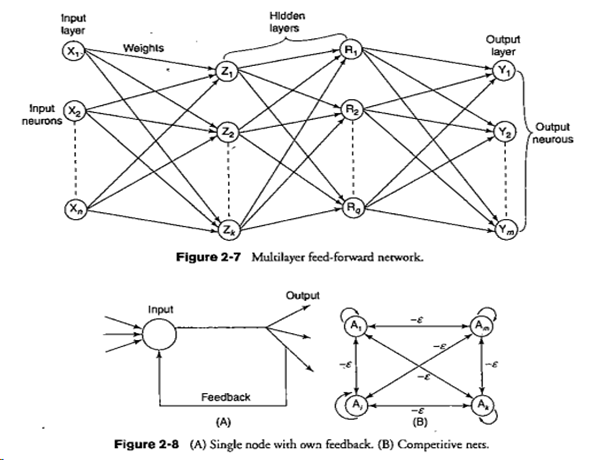 Input
layer
Hidden
layers
Output
layer
Weights
X1
Z1
R1
Y1
Input
neurons
X2
Z2
R2
Y2
Output
neurous
Xn
Zk
Rq
Ym
Figure 2-7 Multilayer feed-forward network.
Input
Output
Feedback
(A)
A1
-ε
Am
-ε
-ε
-ε
-ε
Ai
-ε
Ak
(B)
Figure 2-8 (A) Single node with own feedback. (B) Competitive nets.